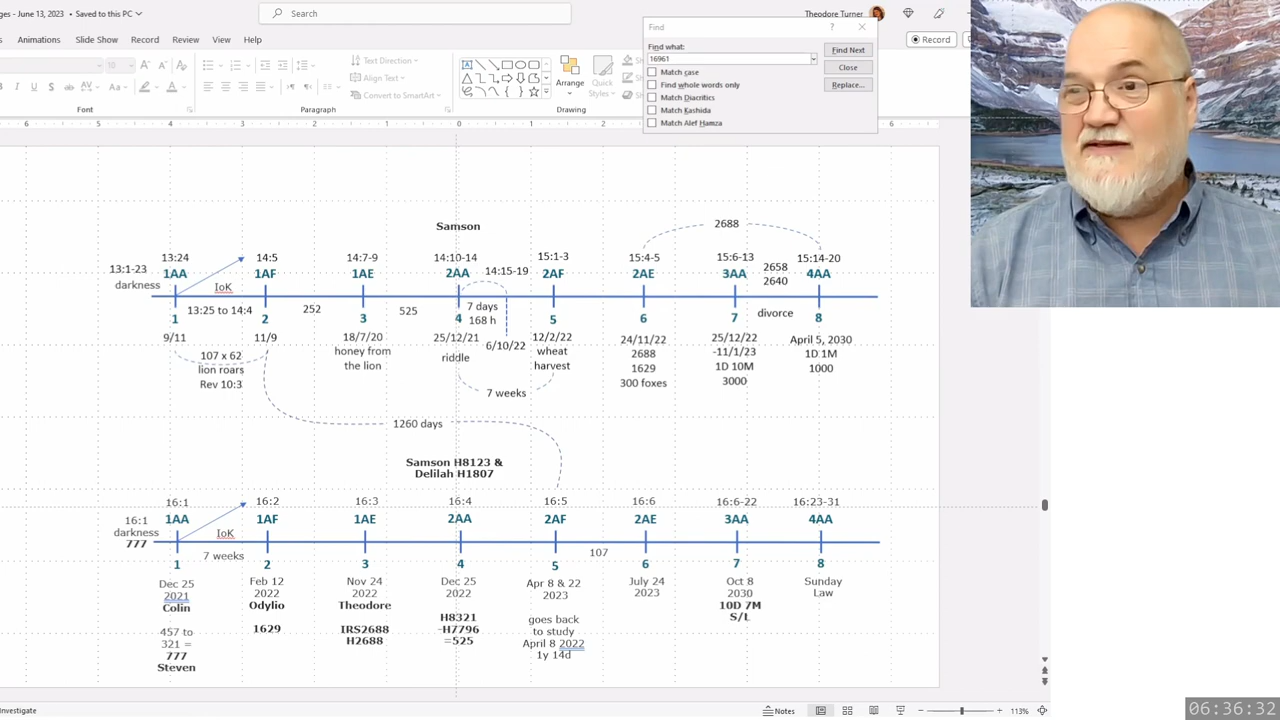 ges - June 13, 2023 • Saved to this PC
Search
Theodore Turner
Animations Slide Show Record Review View Help
Record
Find
Find what:
16961
Match case
Find whole words only
Match Diacritics
Match Kashida
Match Alef Hamza
Find Next
Close
Replace...
Text Direction
Align Text
Convert to SmartArt
Arrange
Quick
Styles
Font
Paragraph
Drawing
Samson
2688
13:1-23
darkness
13:24 14:5 14:7-9 14:10-14 14:15-19 15:1-3 15:4-5 15:6-13 15:14-20
1AA 1AF 1AE 2AA 2AF 2AE 3AA 4AA
2658
2640
IoK
13:25 to 14:4
252
525
7 days
168 h
divorce
1 2 3 4 5 6 7 8
9/11
11/9
107 x 62
lion roars
Rev 10:3
18/7/20
honey from
the lion
25/12/21
riddle
6/10/22
12/2/22
wheat
harvest
7 weeks
24/11/22
2688
1629
300 foxes
25/12/22
-11/1/23
1D 10M
3000
April 5, 2030
1D 1M
1000
1260 days
Samson H8123 &
Delilah H1807
16:1
darkness
777
16:1 16:2 16:3 16:4 16:5 16:6 16:6-22 16:23-31
1AA 1AF 1AE 2AA 2AF 2AE 3AA 4AA
IoK
7 weeks
107
1 2 3 4 5 6 7 8
Dec 25
2021
Colin
457 to
321 =
777
Steven
Feb 12
2022
Odylio
1629
Nov 24
2022
Theodore
IRS2688
H2688
Dec 25
2022
H8321
-H7796
=525
Apr 8 & 22
2023
goes back
to study
April 8 2022
1y 14d
July 24
2023
Oct 8
2030
10D 7M
S/L
Sunday
Law
nvestigate
Notes
113%
06:36:32